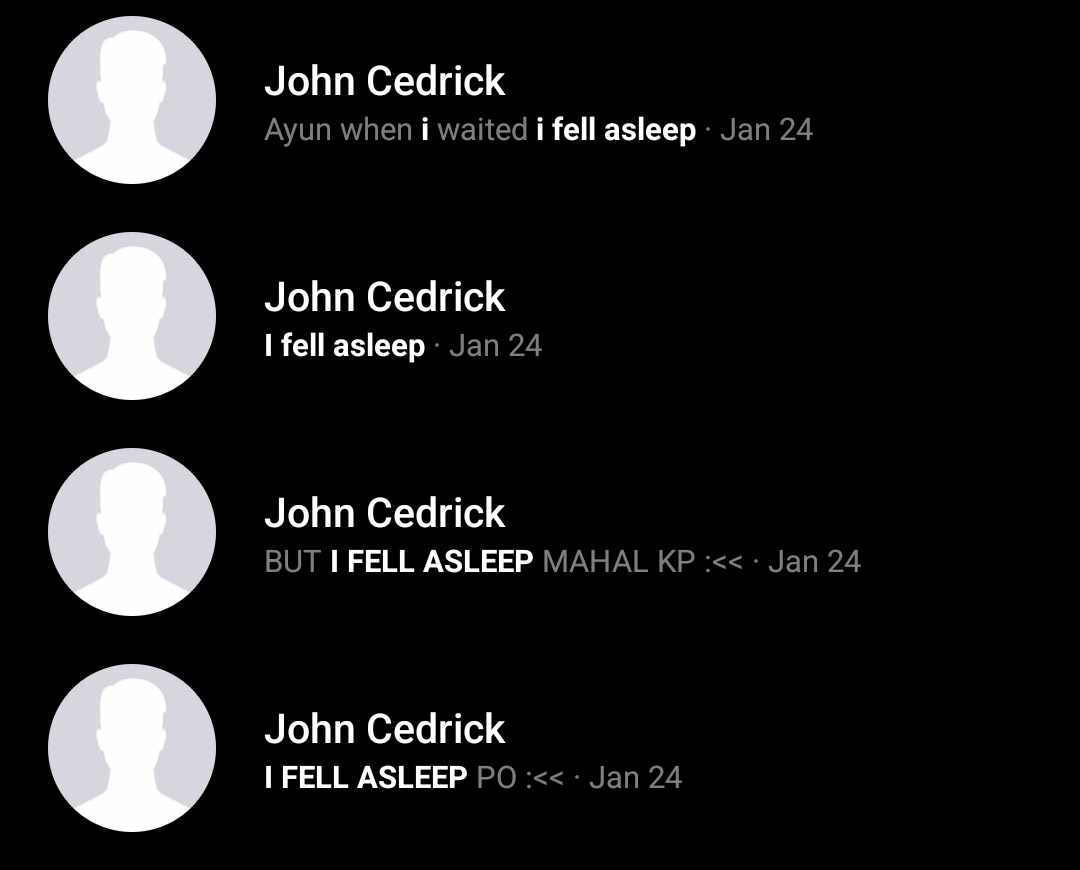 John Cedrick
Ayun when i waited i fell asleep · Jan 24
John Cedrick
I fell asleep · Jan 24
John Cedrick
BUT I FELL ASLEEP MAHAL KP :<< · Jan 24
John Cedrick
I FELL ASLEEP PO :<< · Jan 24